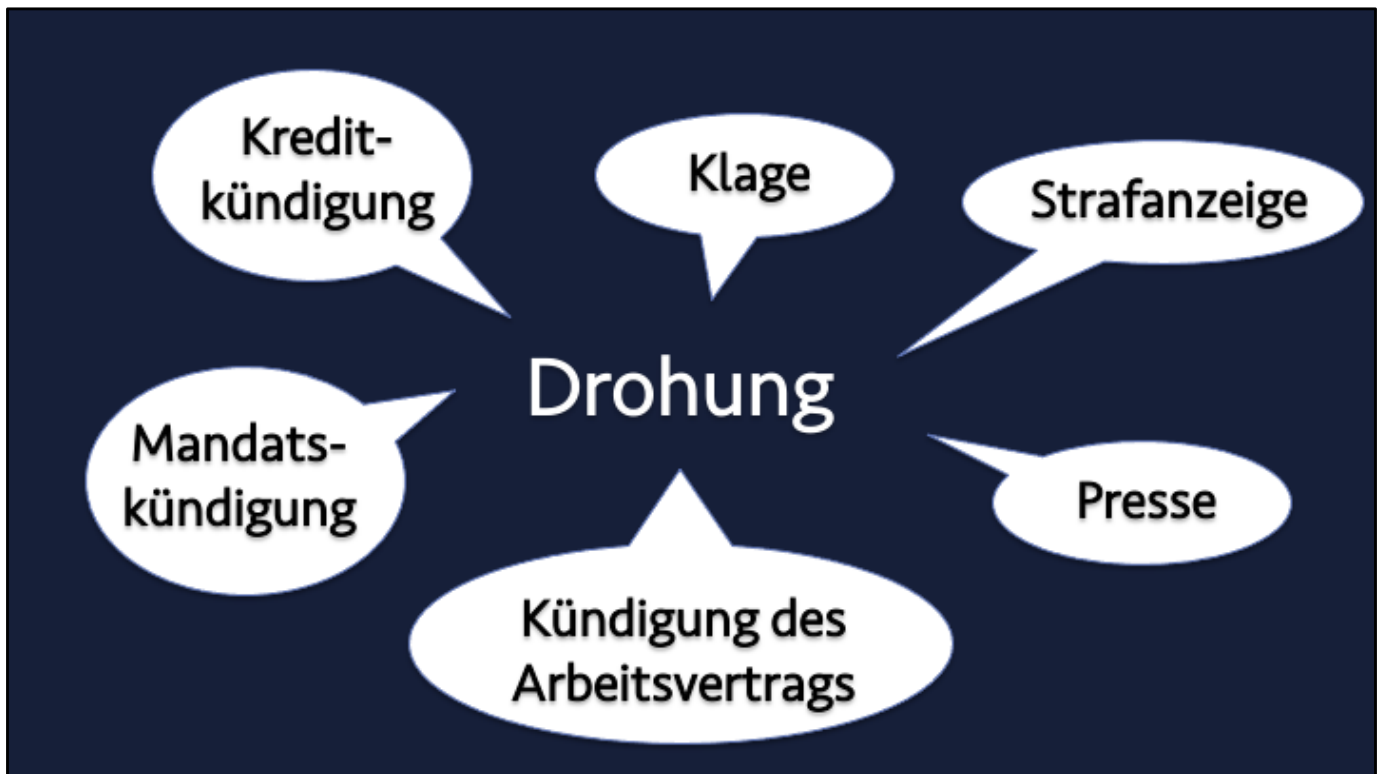 Kredit-
kündigung
Klage
Strafanzeige
Drohung
Mandats-
kündigung
Presse
Kündigung des
Arbeitsvertrags